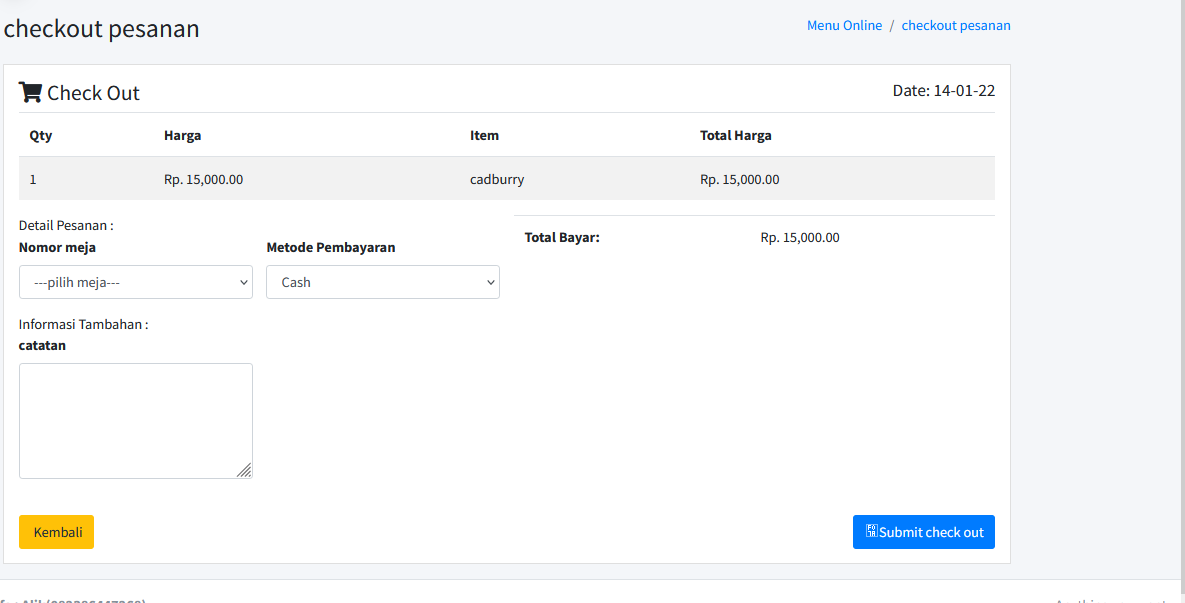 checkout pesanan
Menu Online / checkout pesanan
Check Out
Date: 14-01-22
Qty Harga Item Total Harga
1 Rp. 15,000.00 cadburry Rp. 15,000.00
Detail Pesanan :
Nomor meja Metode Pembayaran
---pilih meja--- Cash
Total Bayar: Rp. 15,000.00
Informasi Tambahan :
catatan
Kembali
Submit check out